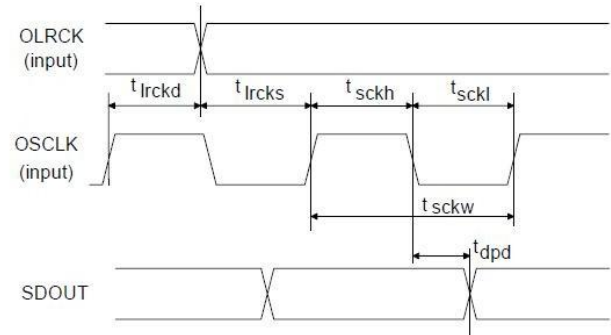 OLRCK
(input)
t lrckd
t lrcks
t sckh
t sckl
OSCLK
(input)
t sckw
t dpd
SDOUT